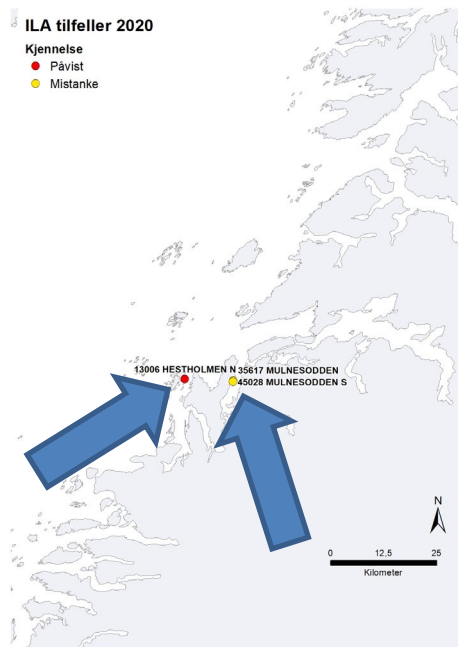 ILA tilfeller 2020
Kjennelse
Påvist
Mistanke
13006 HESTHOLMEN N 35617 MULNESODDEN
45028 MULNESODDEN S
N
0 12,5 25
Kilometer